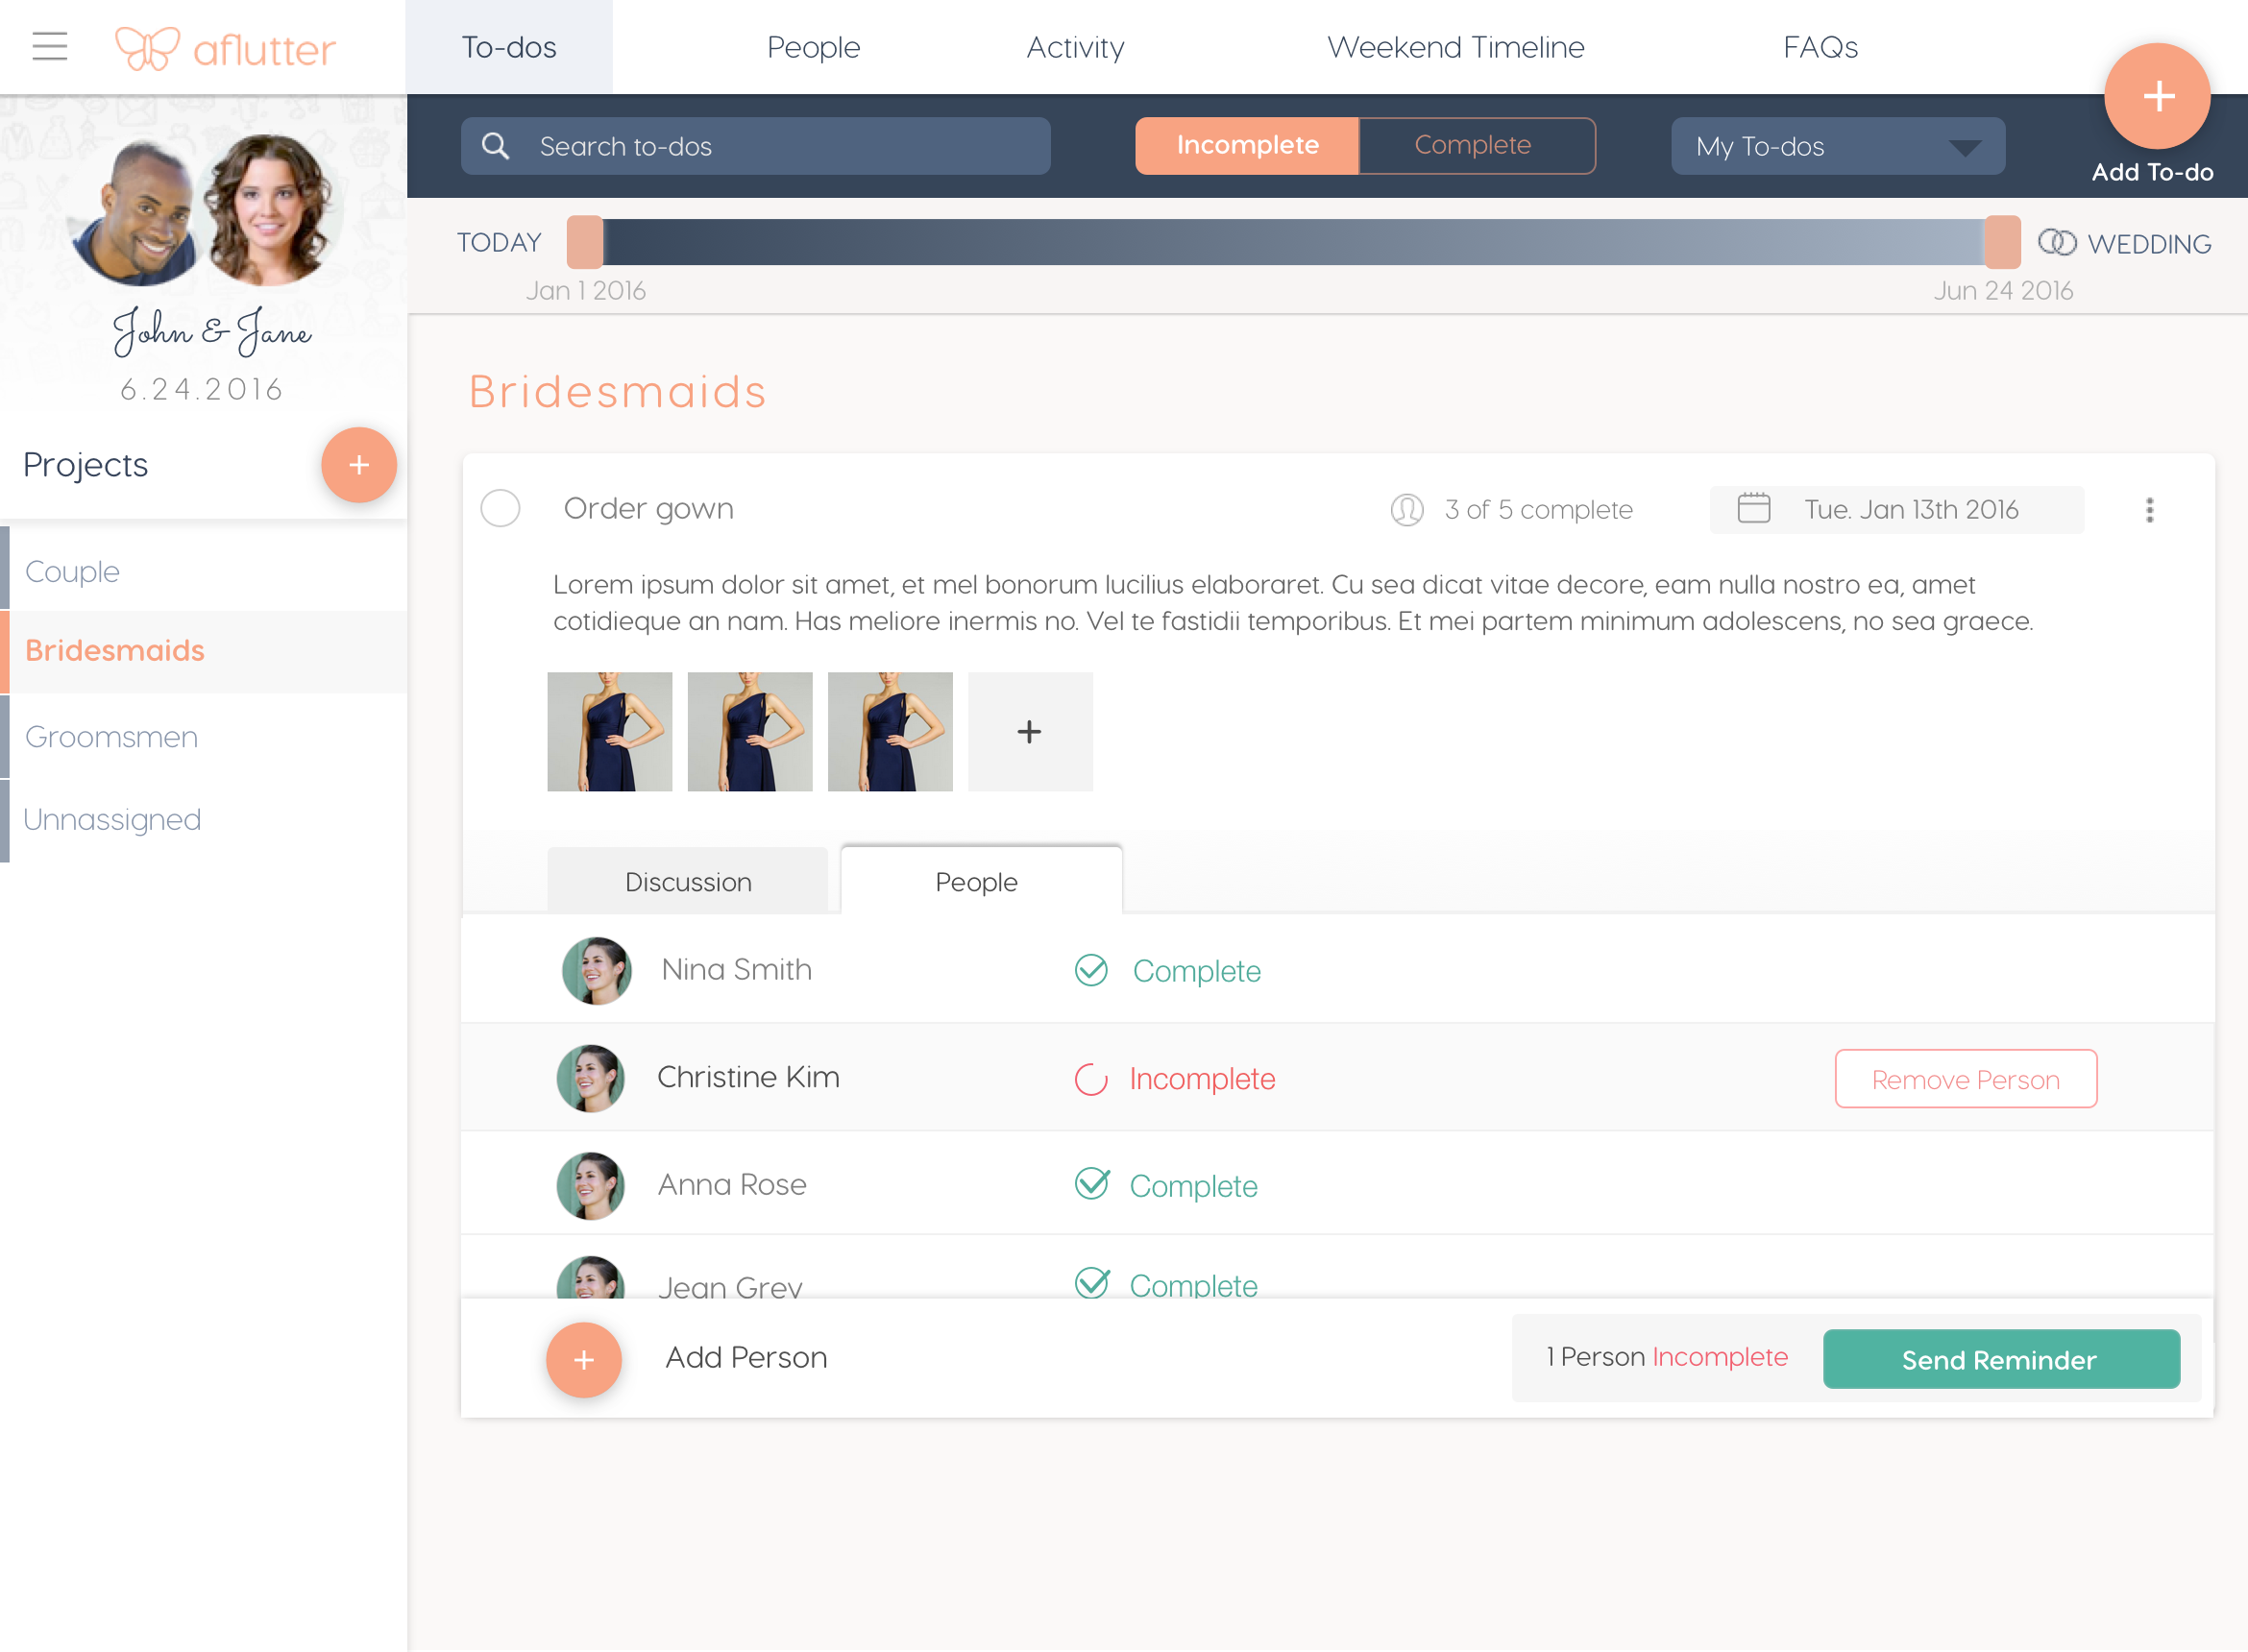 aflutter
To-dos
People
Activity
Weekend Timeline
FAQs
Search to-dos
Incomplete
Complete
My To-dos
Add To-do
TODAY
WEDDING
Jan 1 2016
Jun 24 2016
John & Jane
6.24.2016
Projects
Couple
Bridesmaids
Groomsmen
Unnassigned
Bridesmaids
Order gown
3 of 5 complete
Tue. Jan 13th 2016
Lorem ipsum dolor sit amet, et mel bonorum lucilius elaboraret. Cu sea dicat vitae decore, eam nulla nostro ea, amet
cotidieque an nam. Has meliore inermis no. Vel te fastidii temporibus. Et mei partem minimum adolescens, no sea graece.
Discussion
People
Nina Smith
Complete
Christine Kim
Incomplete
Remove Person
Anna Rose
Complete
Jean Grey
Complete
Add Person
1 Person Incomplete
Send Reminder